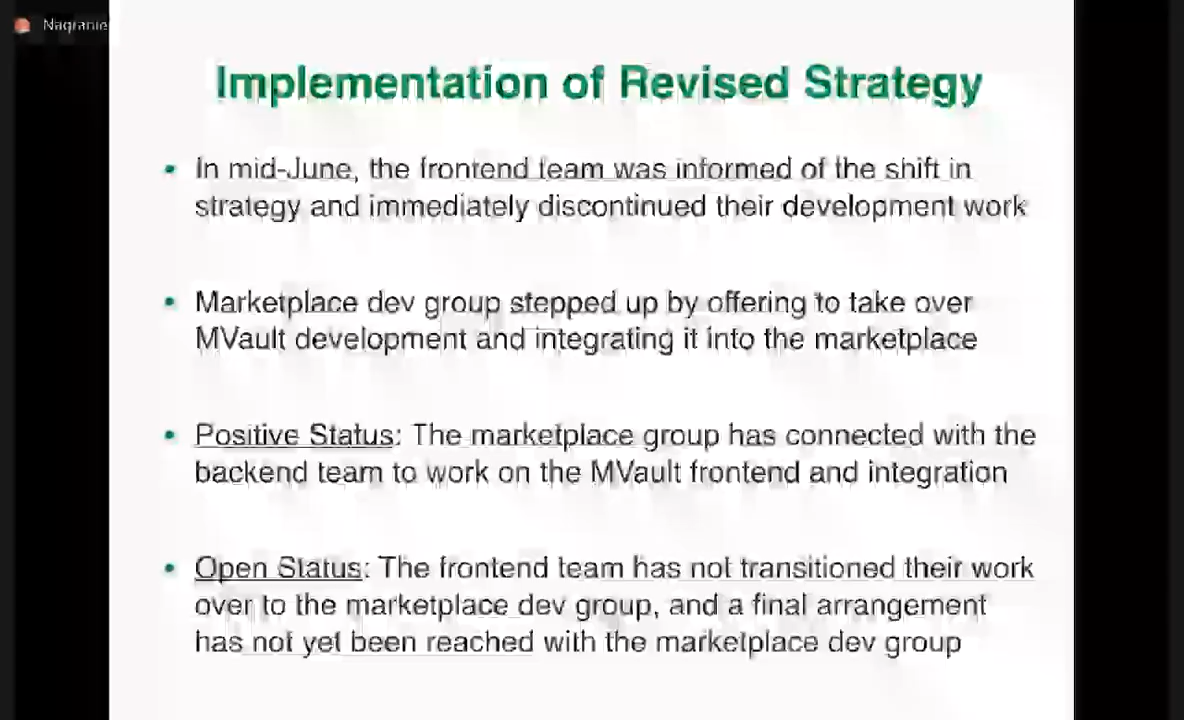 Nagranie
Implementation of Revised Strategy
• In mid-June, the frontend team was informed of the shift in
strategy and immediately discontinued their development work
• Marketplace dev group stepped up by offering to take over
MVault development and integrating it into the marketplace
• Positive Status: The marketplace group has connected with the
backend team to work on the MVault frontend and integration
• Open Status: The frontend team has not transitioned their work
over to the marketplace dev group, and a final arrangement
has not yet been reached with the marketplace dev group